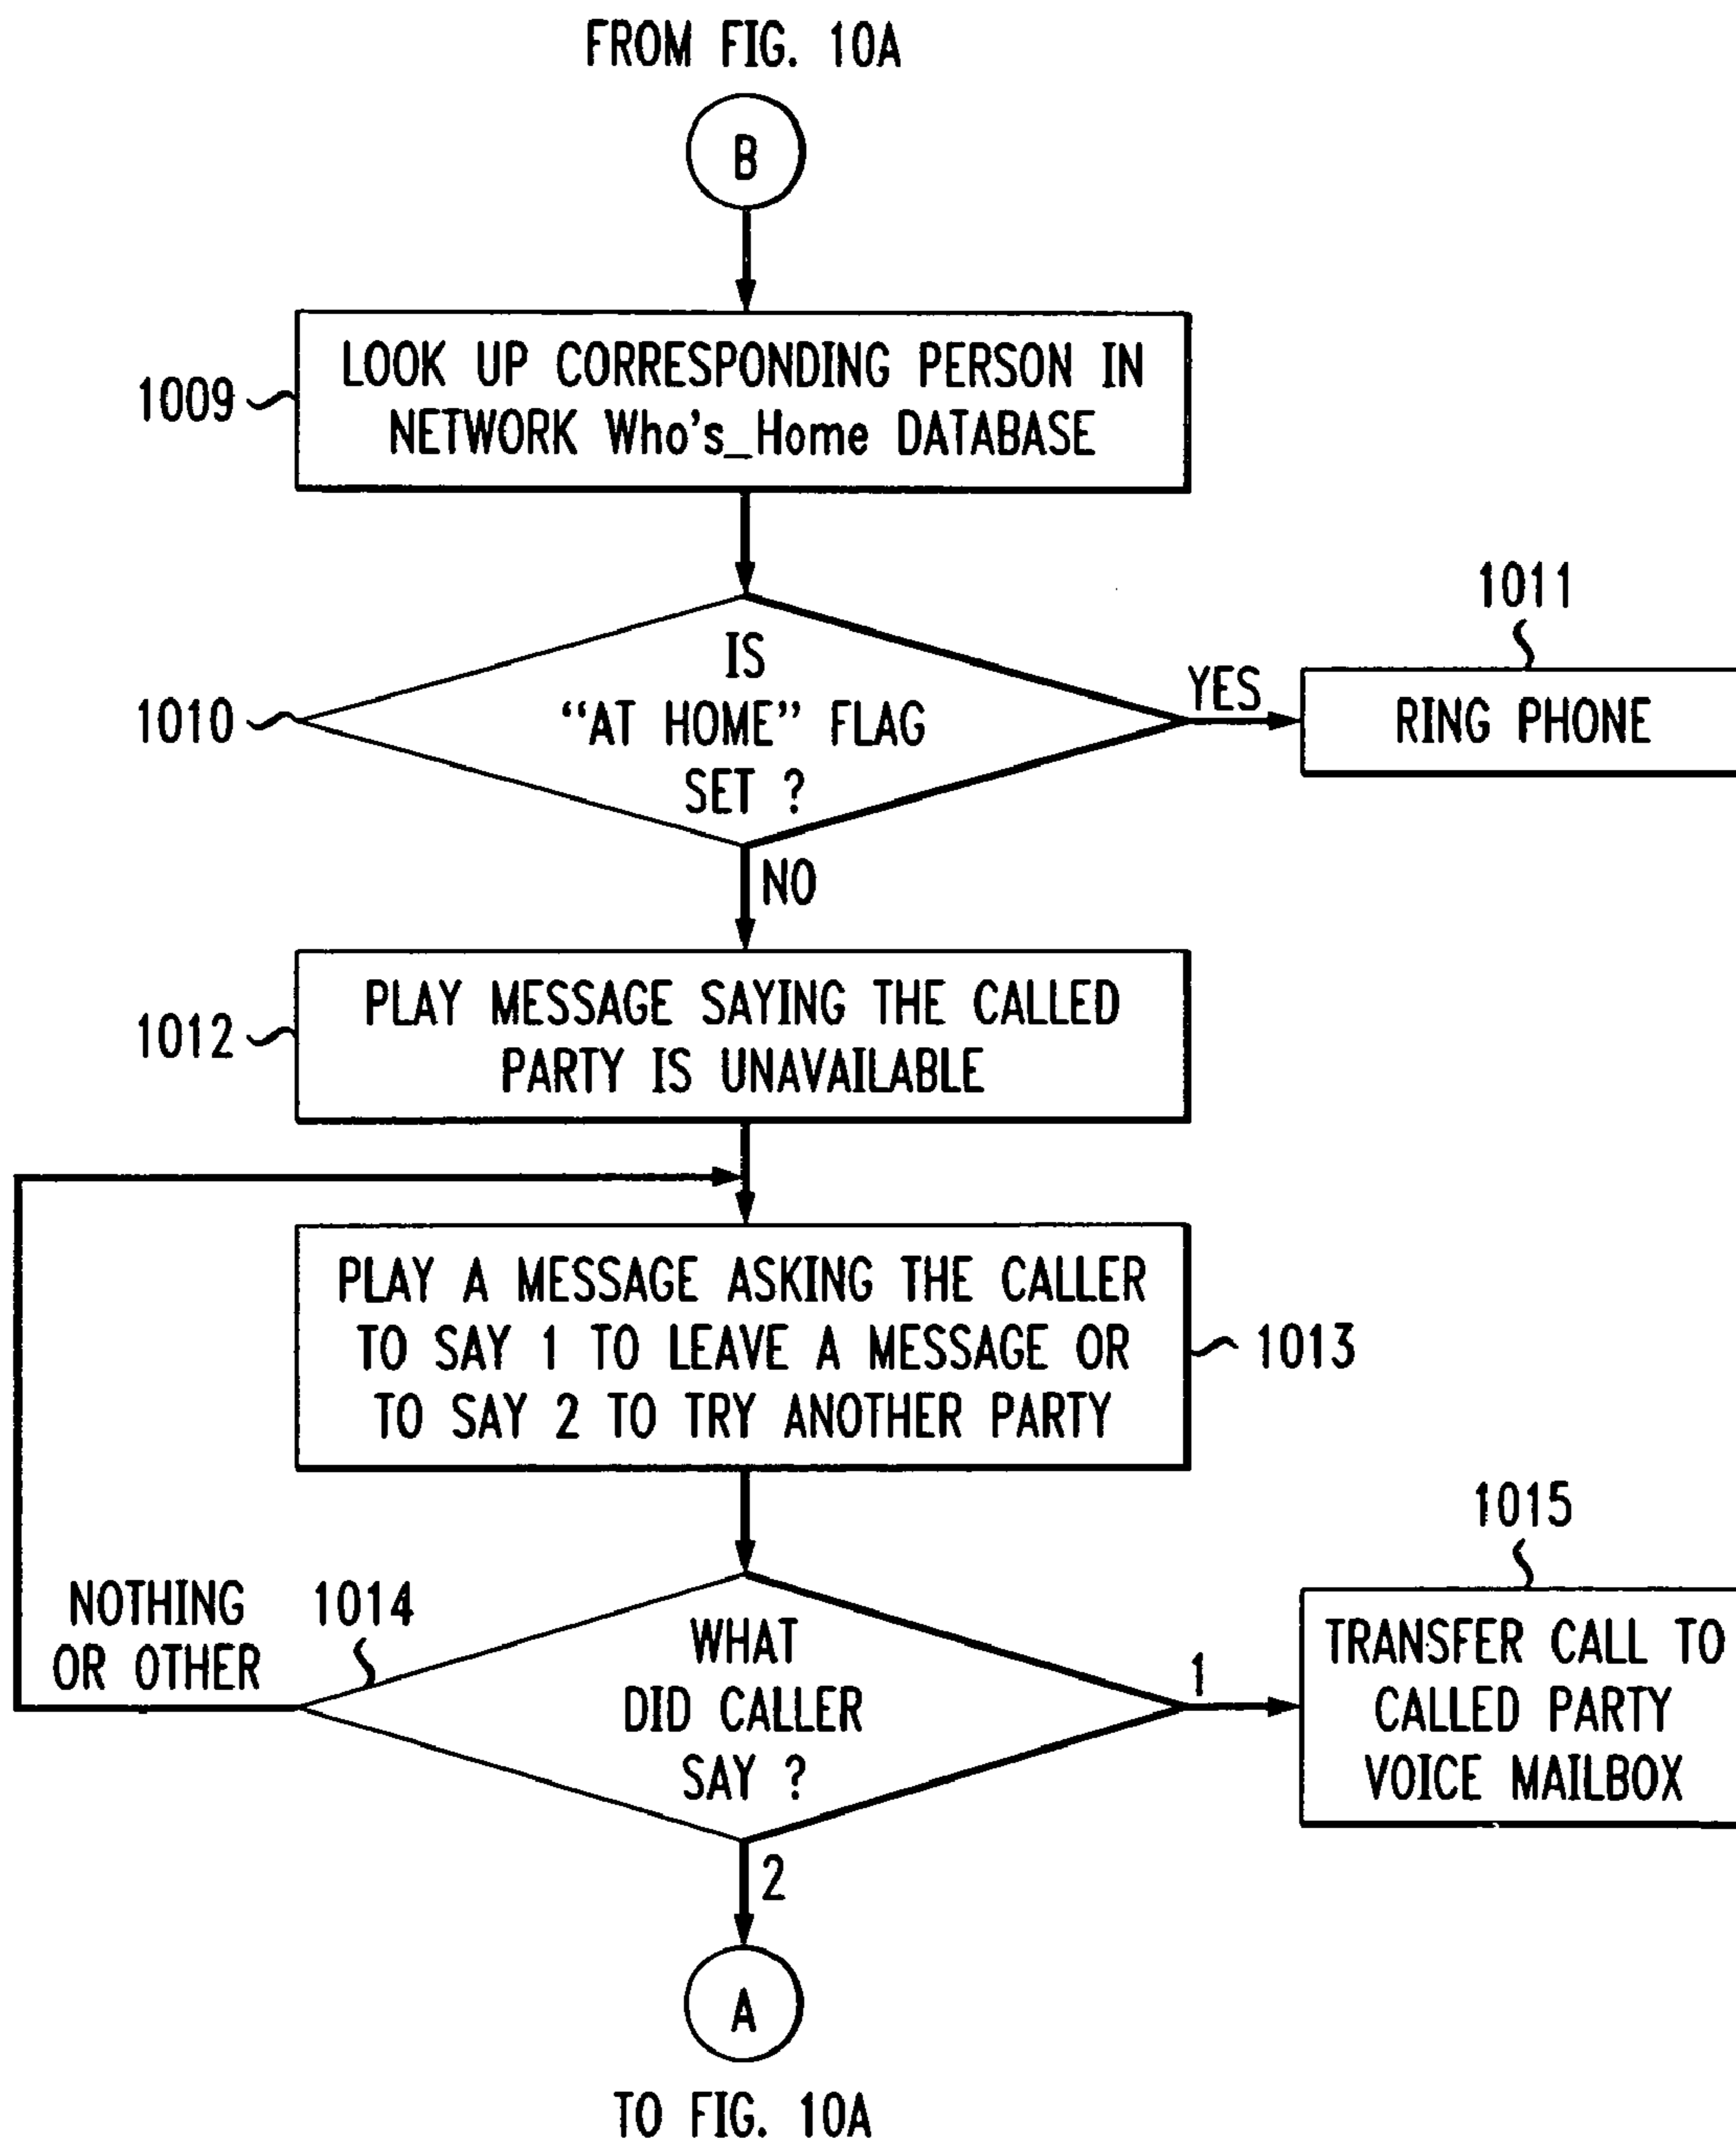 FROM FIG. 10A
B
1009
LOOK UP CORRESPONDING PERSON IN
NETWORK Who's_Home DATABASE
1010
IS
“AT HOME” FLAG
SET ?
YES
1011
RING PHONE
NO
1012
PLAY MESSAGE SAYING THE CALLED
PARTY IS UNAVAILABLE
PLAY A MESSAGE ASKING THE CALLER
TO SAY 1 TO LEAVE A MESSAGE OR
TO SAY 2 TO TRY ANOTHER PARTY
1013
NOTHING
OR OTHER
1014
WHAT
DID CALLER
SAY ?
1
1015
TRANSFER CALL TO
CALLED PARTY
VOICE MAILBOX
2
A
TO FIG. 10A